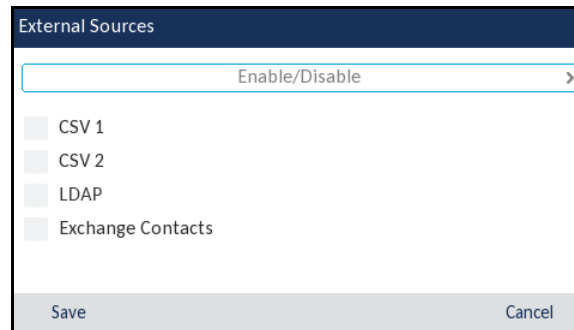 External Sources
Enable/Disable
CSV 1
CSV 2
LDAP
Exchange Contacts
Save Cancel